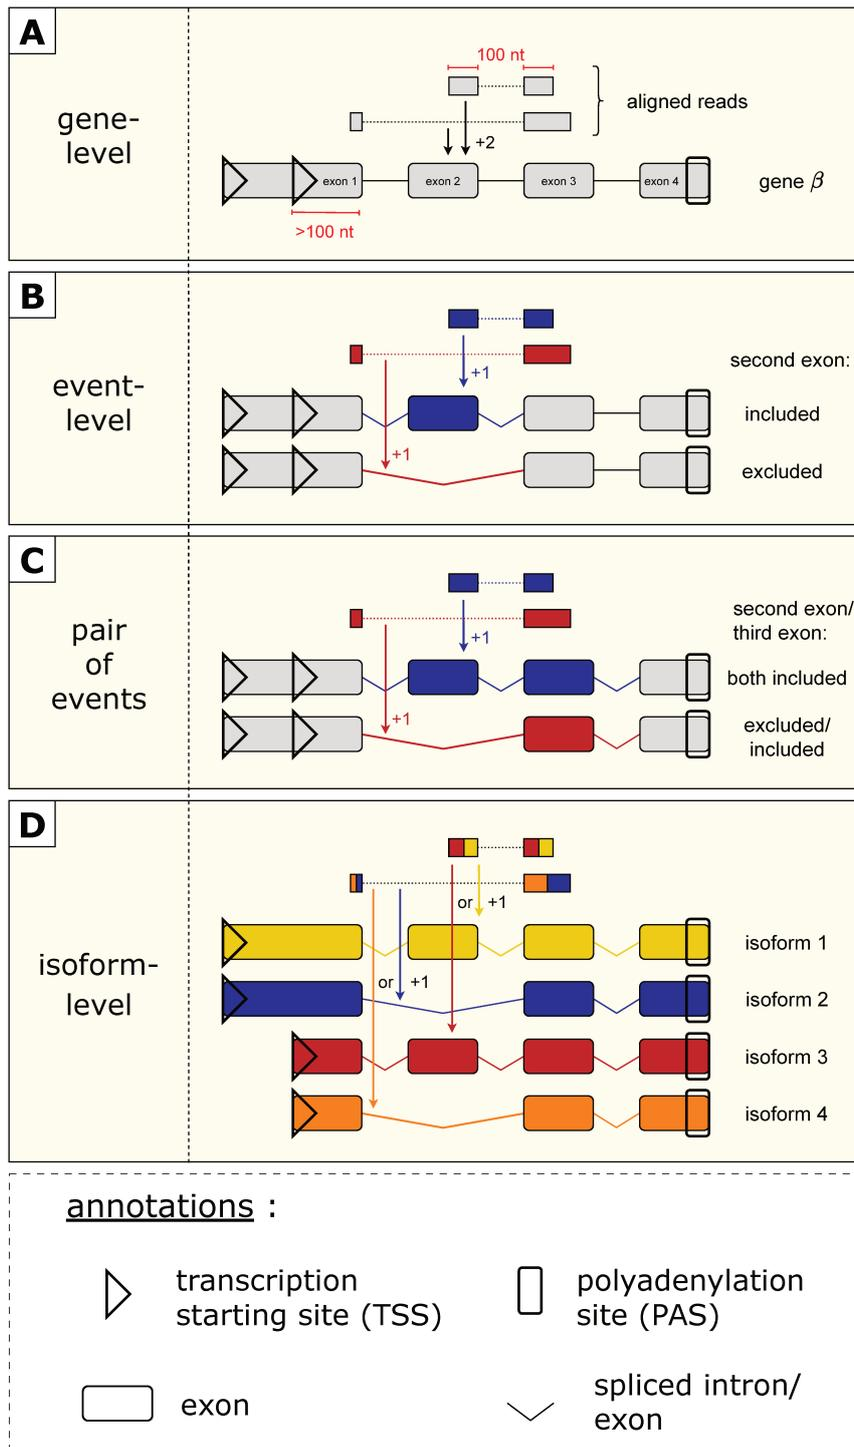 A
gene-
level
100 nt
aligned reads
+2
exon 1
exon 2
exon 3
exon 4
gene β
>100 nt
B
event-
level
second exon:
+1
included
+1
excluded
C
pair
of
events
second exon/
third exon:
+1
both included
+1
excluded/
included
D
isoform-
level
or +1
isoform 1
or +1
isoform 2
isoform 3
isoform 4
annotations :
transcription
starting site (TSS)
polyadenylation
site (PAS)
exon
spliced intron/
exon